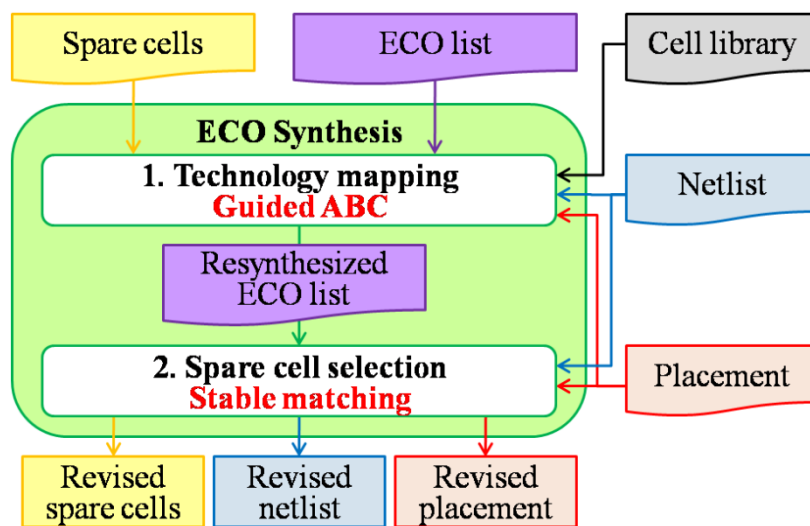 Spare cells
ECO list
Cell library
ECO Synthesis
1. Technology mapping
Guided ABC
Netlist
Resynthesized
ECO list
2. Spare cell selection
Stable matching
Placement
Revised
spare cells
Revised
netlist
Revised
placement